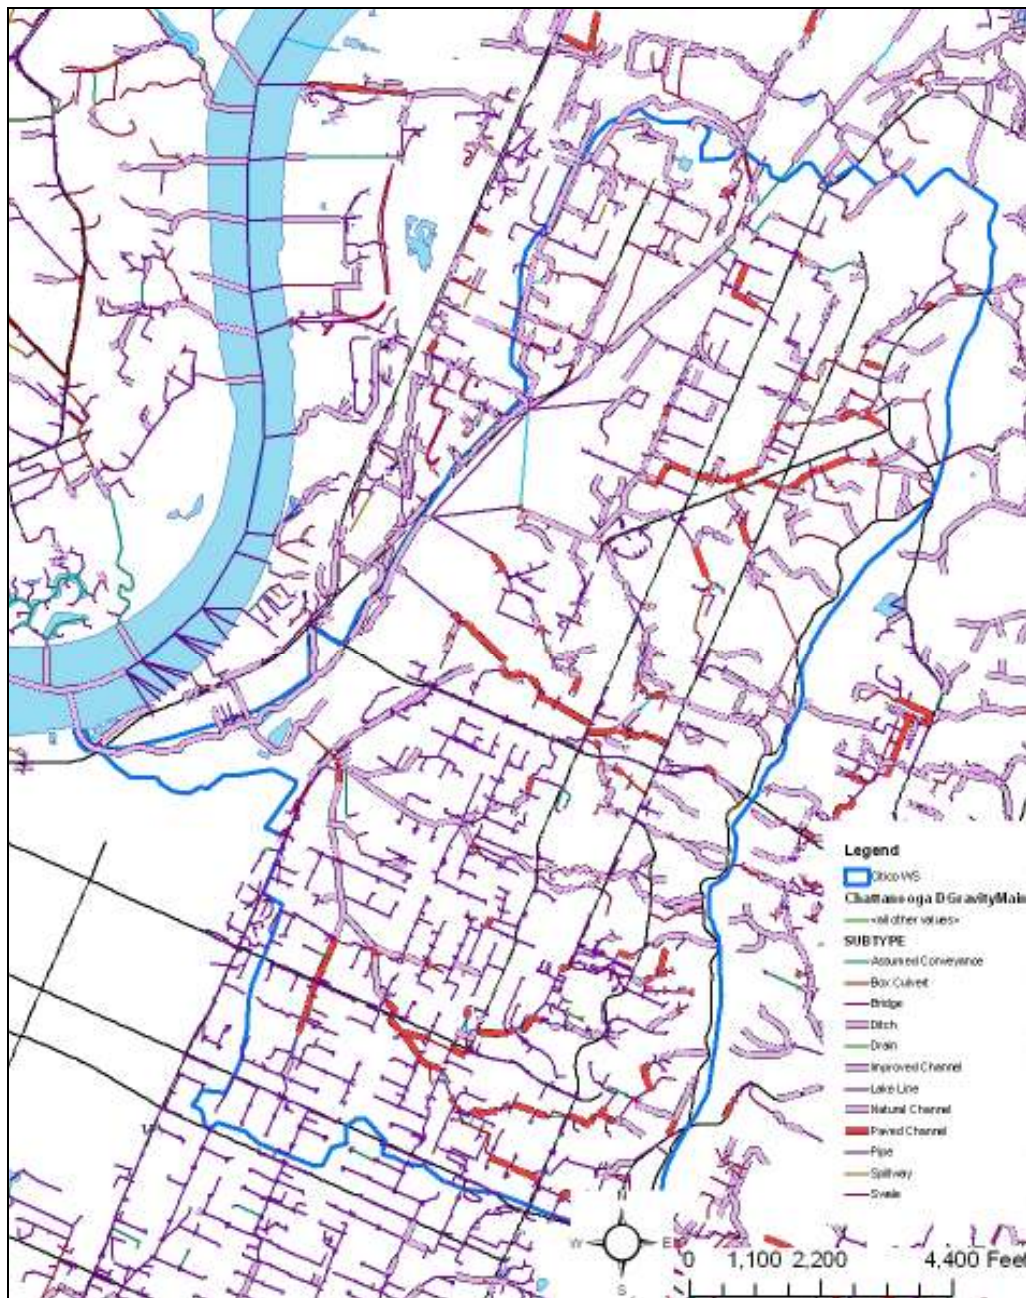 Legend
Citico WS
Chattanooga DGravityMain
<all other values>
SUBTYPE
Assumed Conveyance
Box Culvert
Bridge
Ditch
Drain
Improved Channel
Lake Line
Natural Channel
Paved Channel
Pipe
Spillway
Swale
N
W
E
S
0 1,100 2,200 4,400 Feet